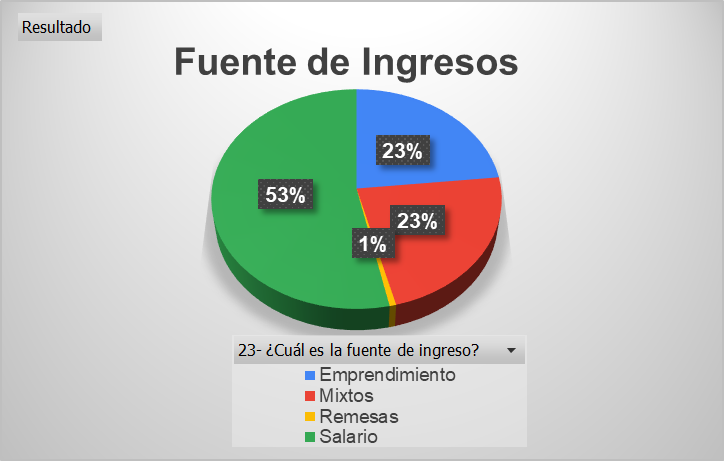 Resultado
Fuente de Ingresos
23%
53%
23%
1%
23- ¿Cuál es la fuente de ingreso?
Emprendimiento
Mixtos
Remesas
Salario